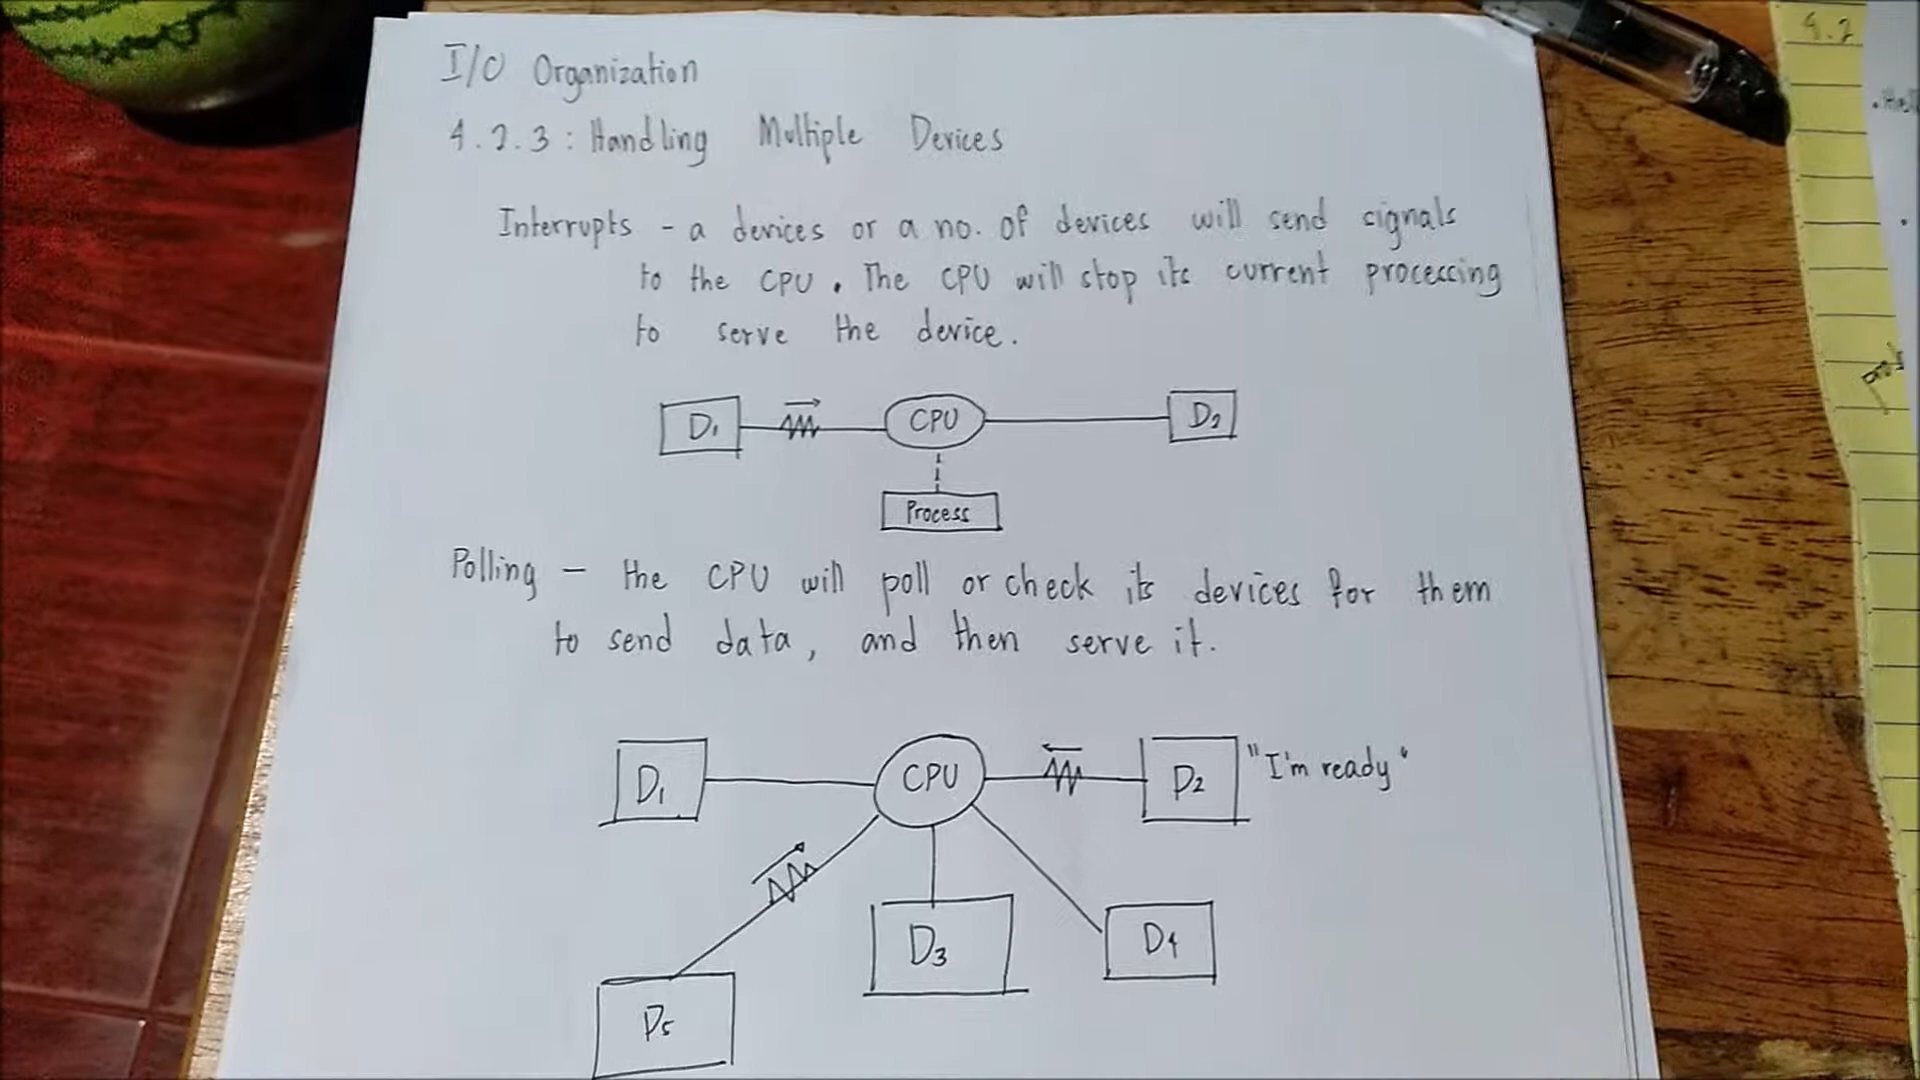 I/O Organization
4.2.3 : Handling Multiple Devices
Interrupts - a devices or a no. of devices will send signals
to the CPU. The CPU will stop its current processing
to serve the device.
D1 CPU D2
Process
Polling - the CPU will poll or check its devices for them
to send data, and then serve it.
D1 CPU D2 "I'm ready"
D3 D4
D5
4.2